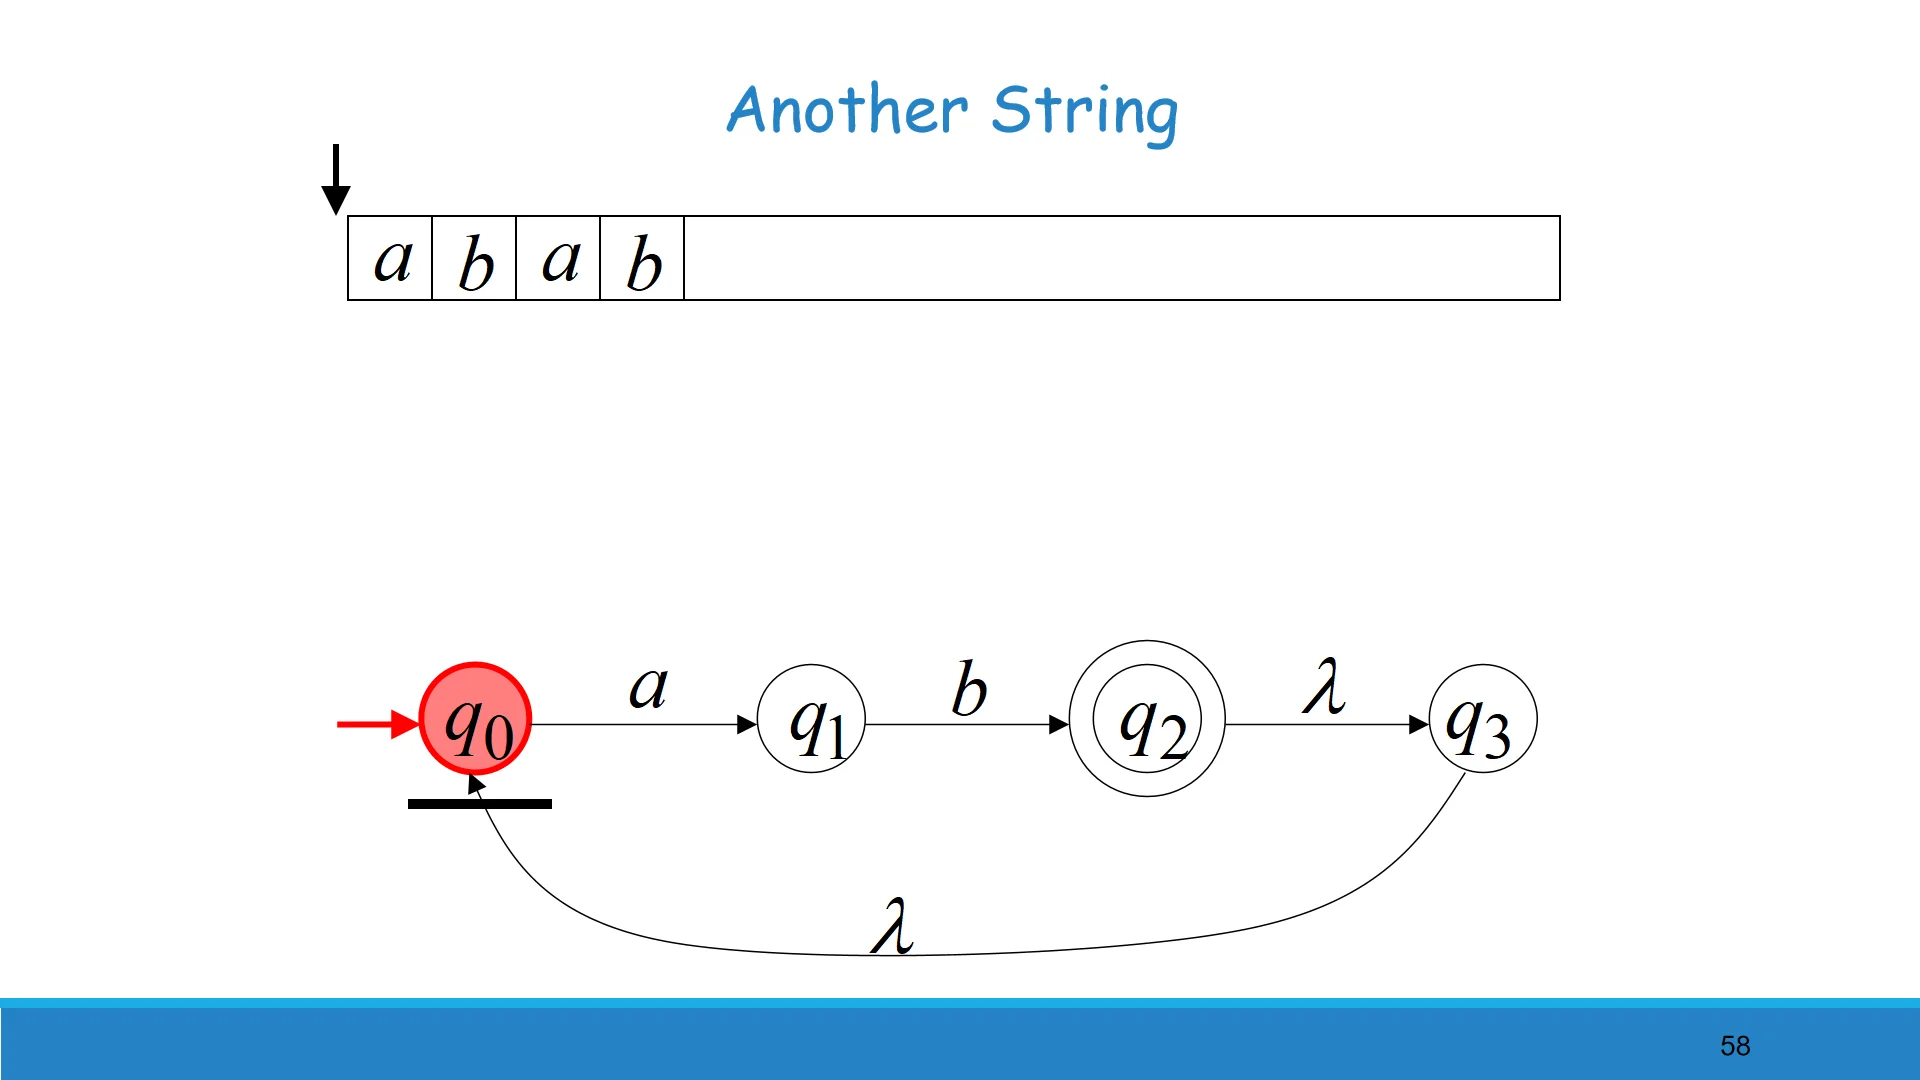 Another String
a b a b
a b λ
q0 q1 q2 q3
λ
58